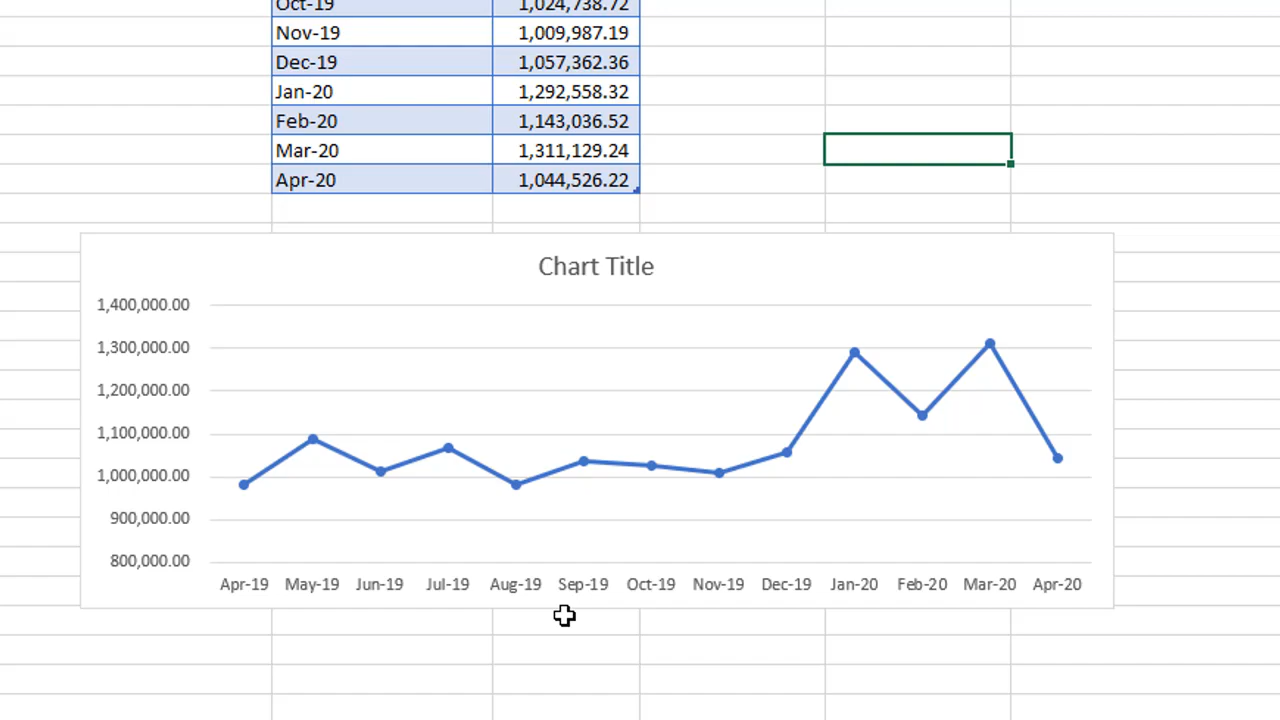 Oct-19 1,024,738.72
Nov-19 1,009,987.19
Dec-19 1,057,362.36
Jan-20 1,292,558.32
Feb-20 1,143,036.52
Mar-20 1,311,129.24
Apr-20 1,044,526.22
Chart Title
1,400,000.00
1,300,000.00
1,200,000.00
1,100,000.00
1,000,000.00
900,000.00
800,000.00
Apr-19 May-19 Jun-19 Jul-19 Aug-19 Sep-19 Oct-19 Nov-19 Dec-19 Jan-20 Feb-20 Mar-20 Apr-20